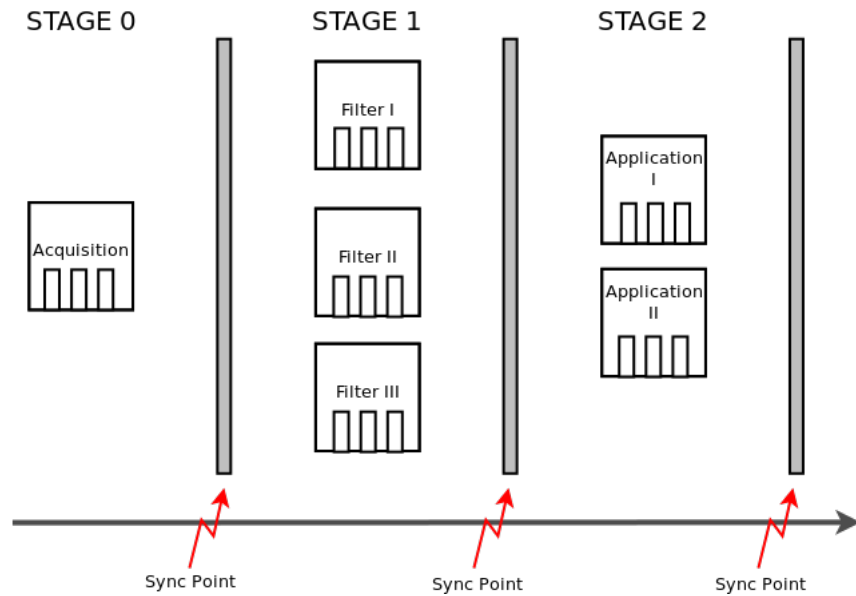 STAGE 0
STAGE 1
STAGE 2
Acquisition
Filter I
Filter II
Filter III
Application
I
Application
II
Sync Point
Sync Point
Sync Point